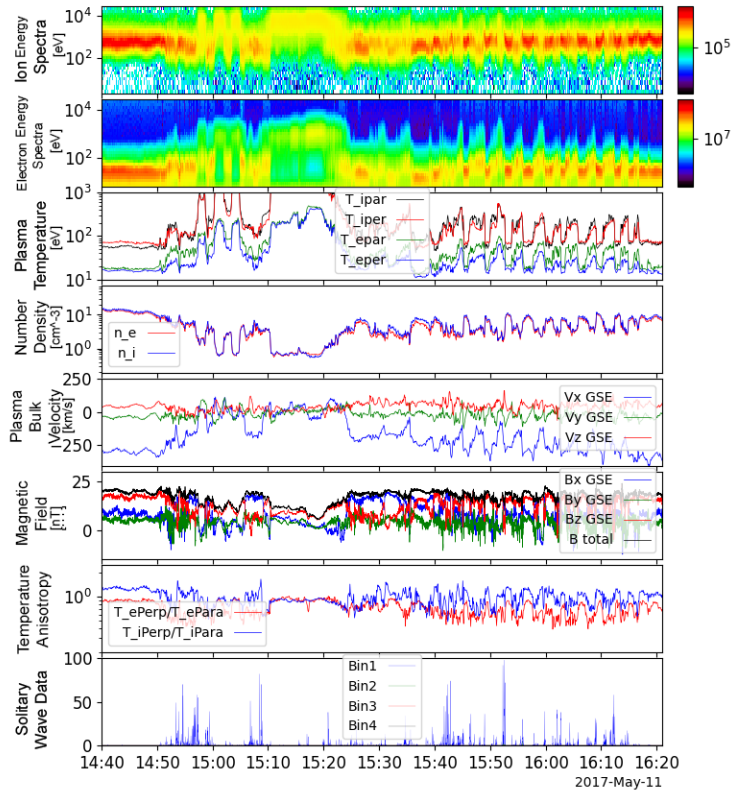 Ion Energy
Spectra
[eV]
10^4
10^2
10^5
Electron Energy
Spectra
[eV]
10^4
10^2
10^7
Plasma
Temperature
[eV]
10^3
10^2
10^1
T_ipar
T_iper
T_epar
T_eper
Number
Density
[cm^-3]
10^1
10^0
n_e
n_i
Plasma
Bulk
Velocity
[km/s]
250
0
−250
Vx GSE
Vy GSE
Vz GSE
Magnetic
Field
[nT]
25
0
Bx GSE
By GSE
Bz GSE
B total
Temperature
Anisotropy
10^0
T_ePerp/T_ePara
T_iPerp/T_iPara
Solitary
Wave Data
100
50
0
Bin1
Bin2
Bin3
Bin4
14:40 14:50 15:00 15:10 15:20 15:30 15:40 15:50 16:00 16:10 16:20
2017-May-11